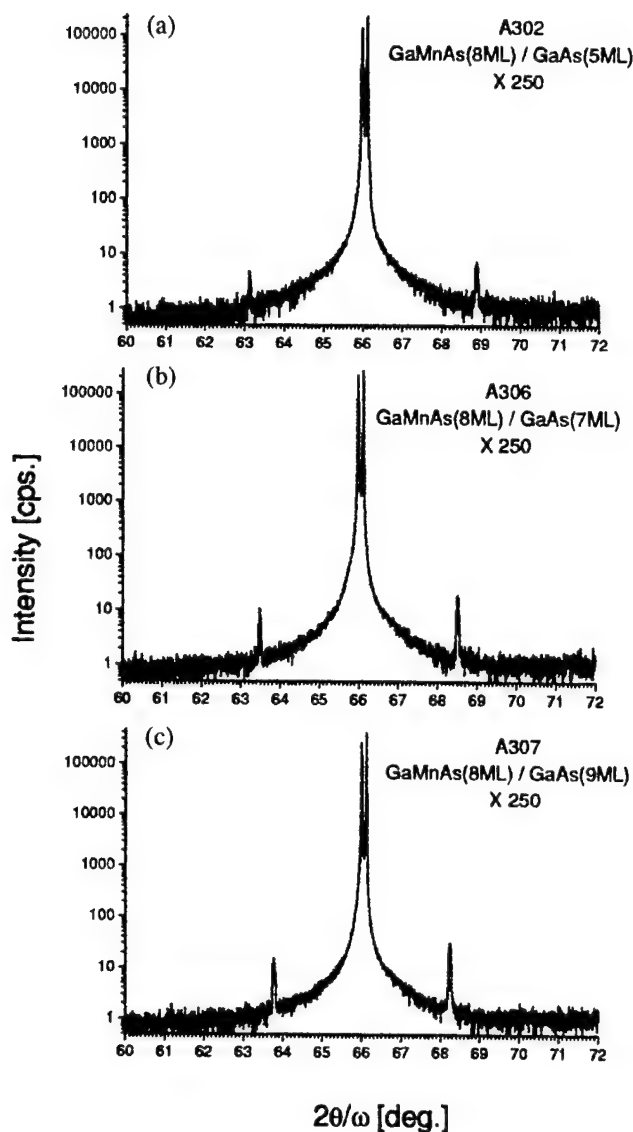 (a)
A302
GaMnAs(8ML) / GaAs(5ML)
X 250
100000
10000
1000
100
10
1
60 61 62 63 64 65 66 67 68 69 70 71 72
(b)
A306
GaMnAs(8ML) / GaAs(7ML)
X 250
100000
10000
1000
100
10
1
60 61 62 63 64 65 66 67 68 69 70 71 72
(c)
A307
GaMnAs(8ML) / GaAs(9ML)
X 250
100000
10000
1000
100
10
1
60 61 62 63 64 65 66 67 68 69 70 71 72
Intensity [cps.]
2θ/ω [deg.]